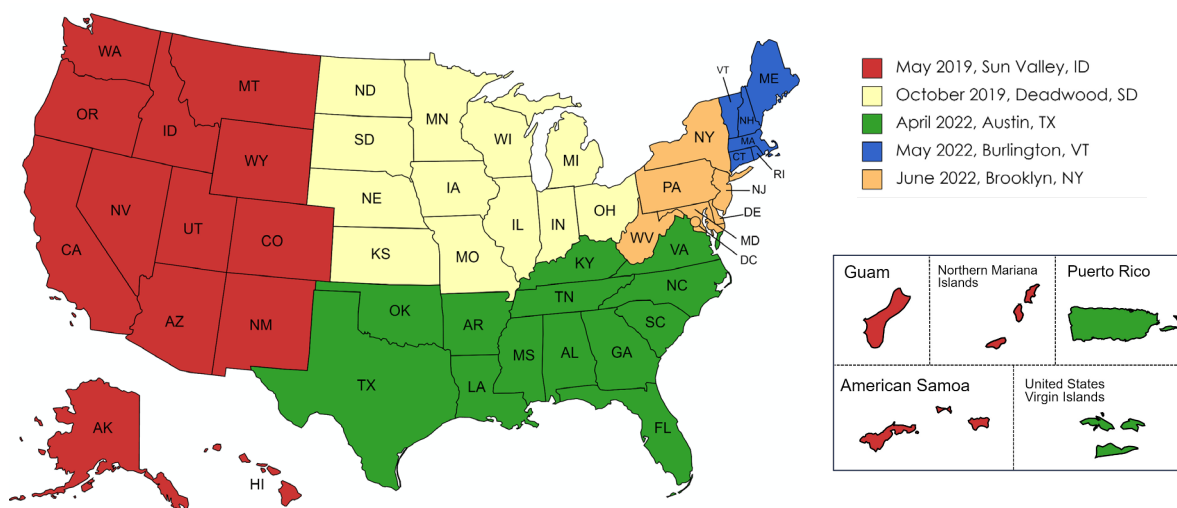 WA
MT
ND
MN
OR
ID
WY
SD
WI
MI
NY
VT
ME
NH
MA
CT
RI
NV
UT
CO
CA
NE
IA
IL
IN
OH
PA
NJ
DE
MD
DC
WV
VA
KS
MO
KY
AZ
NM
OK
AR
TN
NC
SC
TX
LA
MS
AL
GA
FL
AK
HI
May 2019, Sun Valley, ID
October 2019, Deadwood, SD
April 2022, Austin, TX
May 2022, Burlington, VT
June 2022, Brooklyn, NY
Guam
Northern Mariana
Islands
Puerto Rico
American Samoa
United States
Virgin Islands